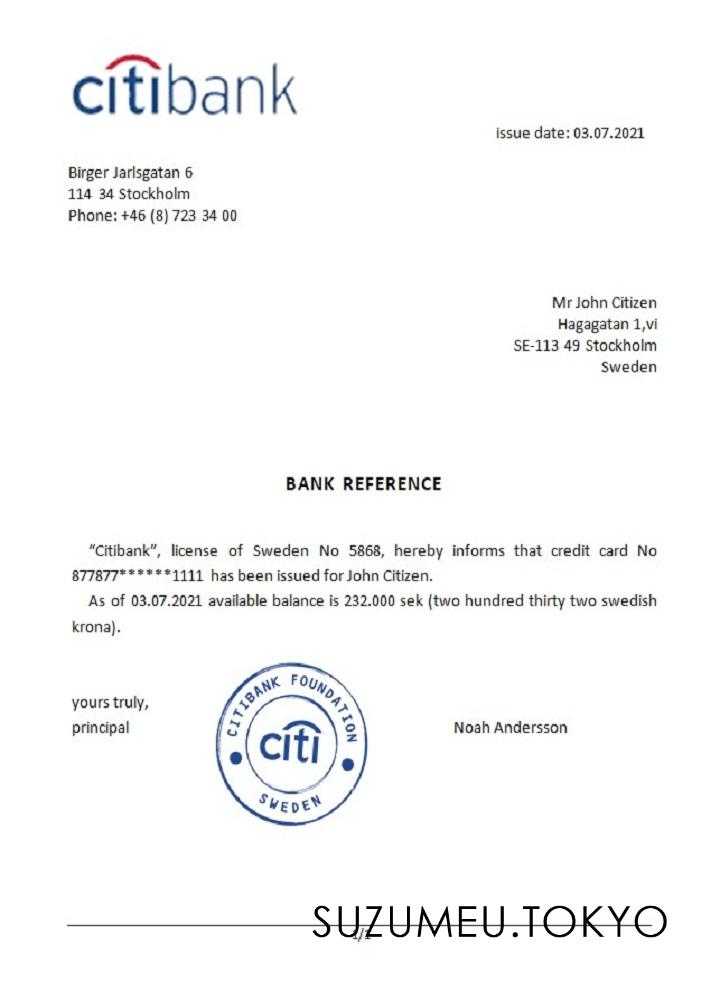 citibank
issue date: 03.07.2021
Birger Jarlsgatan 6
114 34 Stockholm
Phone: +46 (8) 723 34 00
Mr John Citizen
Hagagatan 1,vi
SE-113 49 Stockholm
Sweden
BANK REFERENCE
“Citibank”, license of Sweden No 5868, hereby informs that credit card No
877877******1111 has been issued for John Citizen.
As of 03.07.2021 available balance is 232.000 sek (two hundred thirty two swedish
krona).
yours truly,
principal
CITIBANK FOUNDATION
citi
SWEDEN
Noah Andersson
1/1
SUZUMEU.TOKYO